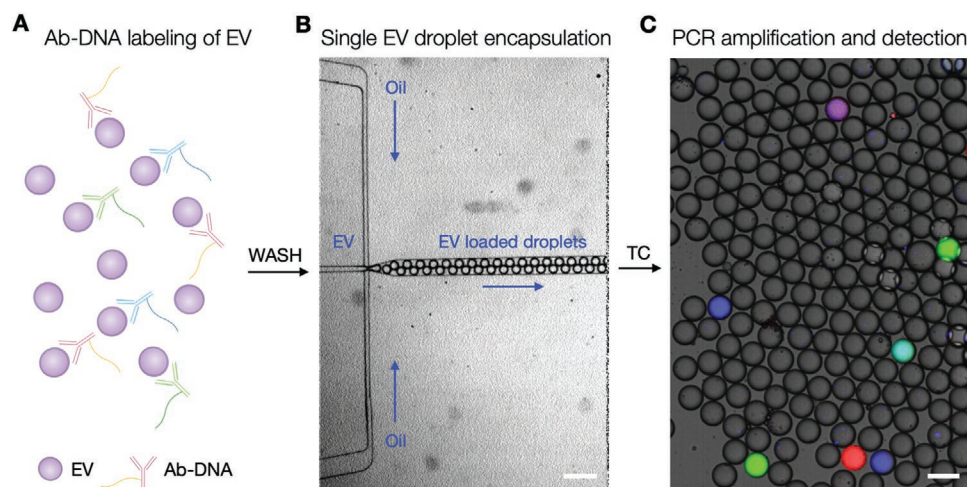 A
Ab-DNA labeling of EV
EV
Ab-DNA
WASH
B
Single EV droplet encapsulation
Oil
EV
EV loaded droplets
Oil
TC
C
PCR amplification and detection